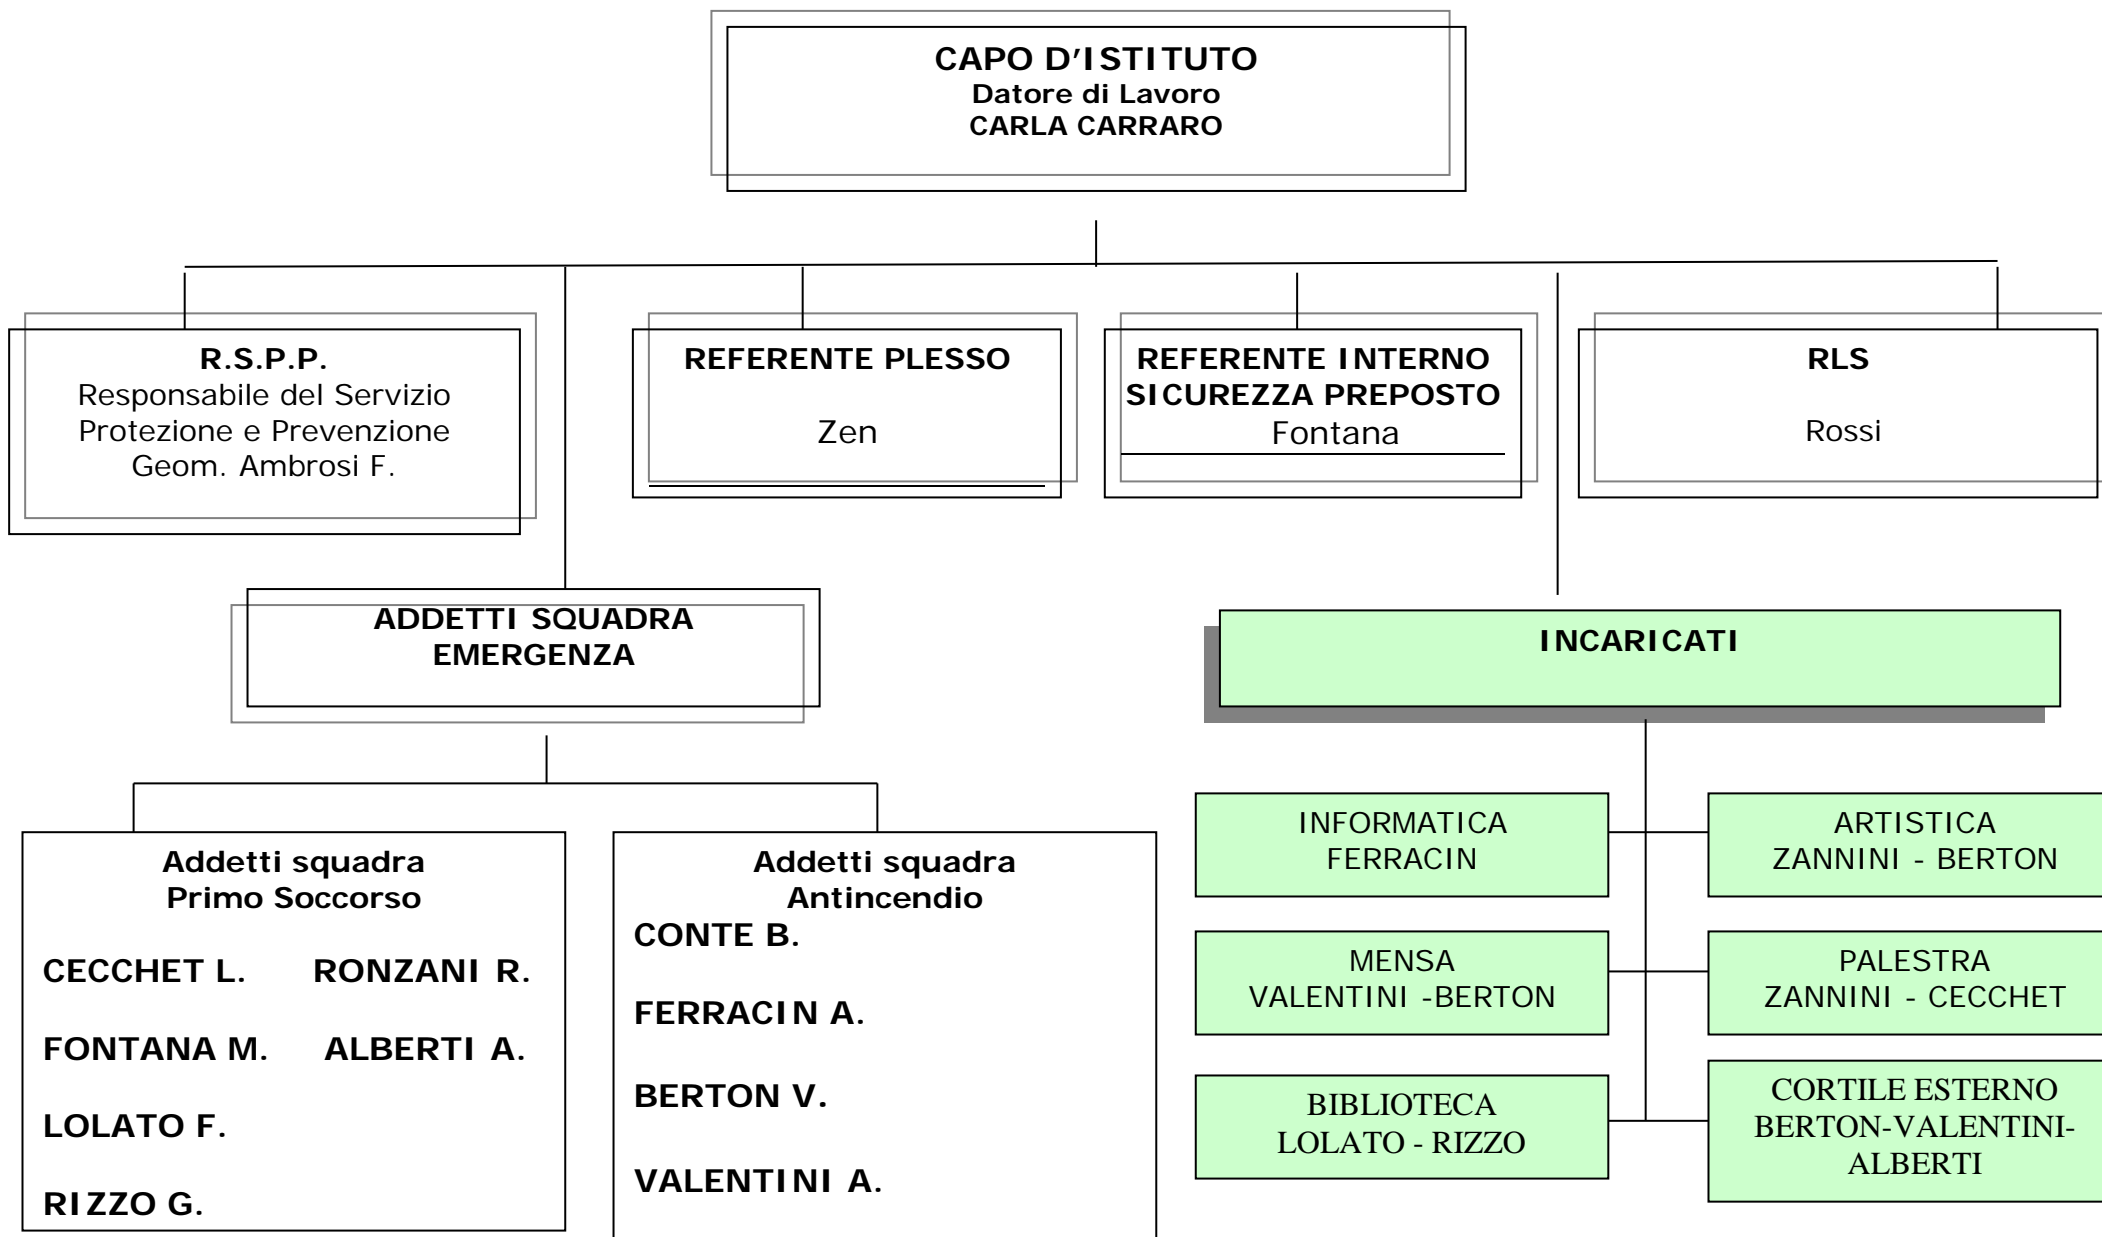 CAPO D'ISTITUTO
Datore di Lavoro
CARLA CARRARO
R.S.P.P.
Responsabile del Servizio
Protezione e Prevenzione
Geom. Ambrosi F.
REFERENTE PLESSO
Zen
REFERENTE INTERNO
SICUREZZA PREPOSTO
Fontana
RLS
Rossi
ADDETTI SQUADRA
EMERGENZA
INCARICATI
Addetti squadra
Primo Soccorso
CECCHET L. RONZANI R.
FONTANA M. ALBERTI A.
LOLATO F.
RIZZO G.
Addetti squadra
Antincendio
CONTE B.
FERRACIN A.
BERTON V.
VALENTINI A.
INFORMATICA
FERRACIN
ARTISTICA
ZANNINI - BERTON
MENSA
VALENTINI -BERTON
PALESTRA
ZANNINI - CECCHET
BIBLIOTECA
LOLATO - RIZZO
CORTILE ESTERNO
BERTON-VALENTINI-
ALBERTI